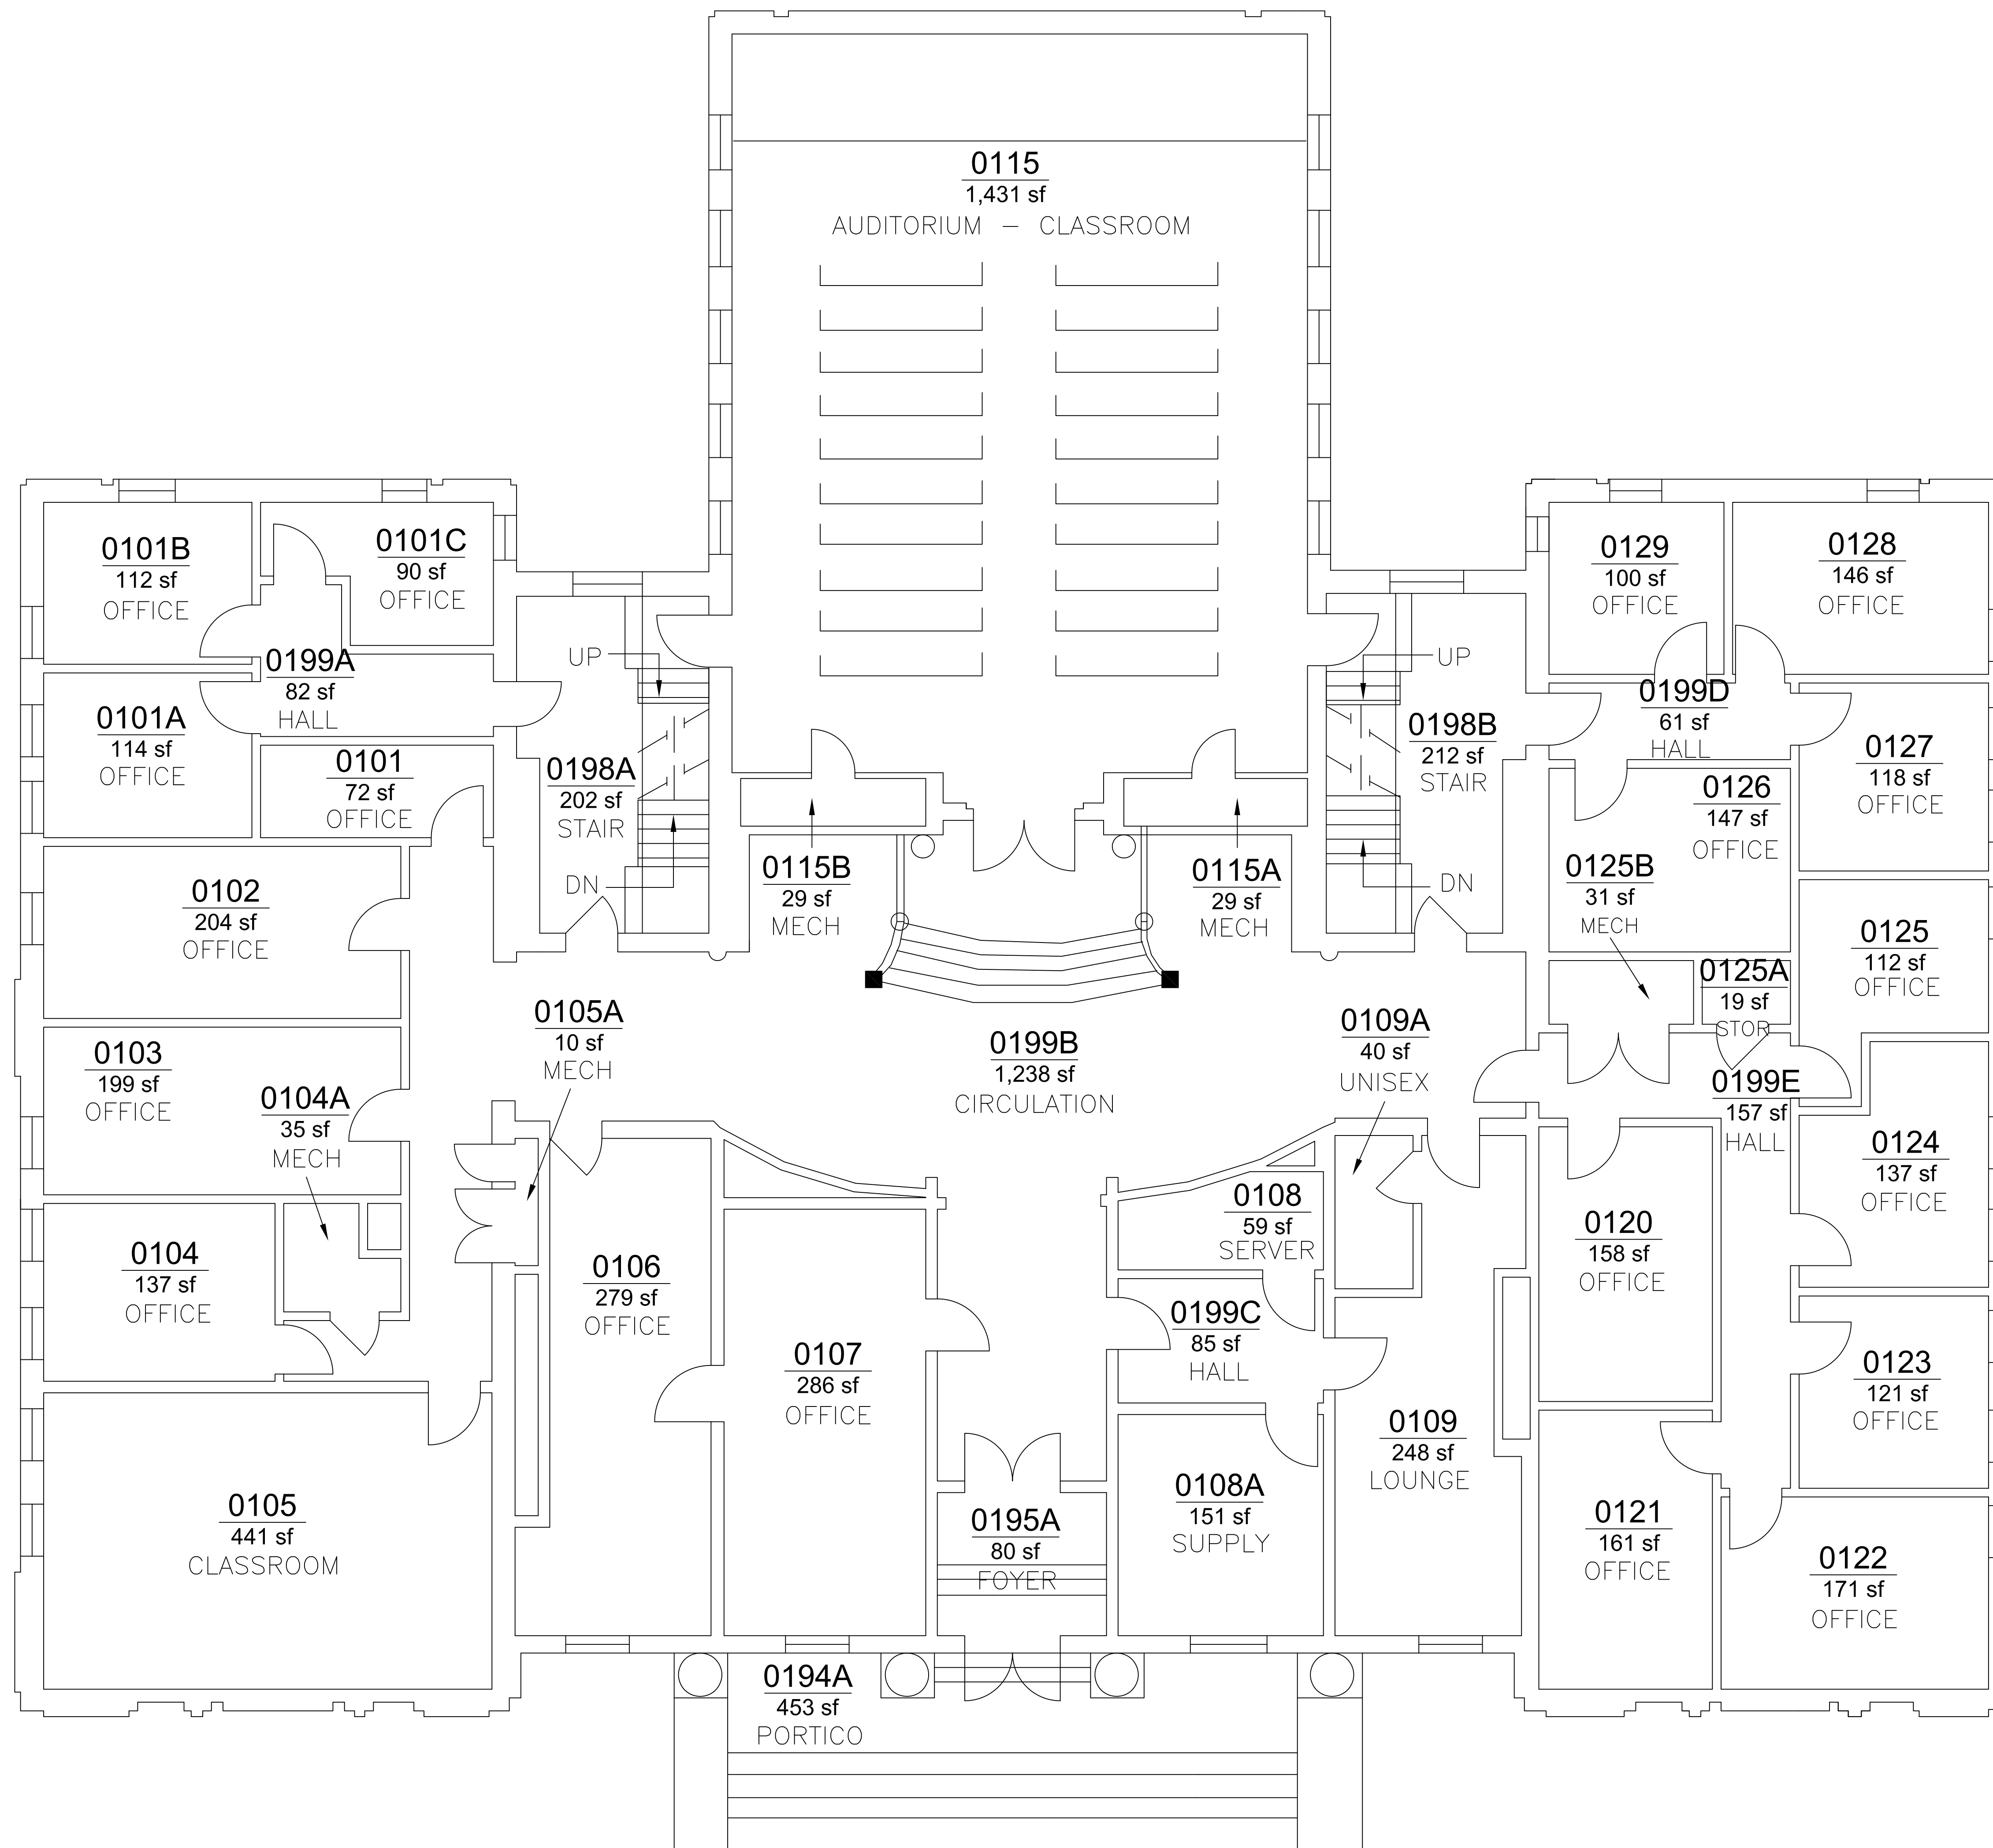 0115
1,431 sf
AUDITORIUM – CLASSROOM
0101B
112 sf
OFFICE
0101C
90 sf
OFFICE
0129
100 sf
OFFICE
0128
146 sf
OFFICE
0199A
82 sf
HALL
UP
UP
0199D
61 sf
HALL
0101A
114 sf
OFFICE
0101
72 sf
OFFICE
0198A
202 sf
STAIR
0198B
212 sf
STAIR
0127
118 sf
OFFICE
0126
147 sf
OFFICE
0102
204 sf
OFFICE
DN
0115B
29 sf
MECH
0115A
29 sf
MECH
DN
0125B
31 sf
MECH
0125
112 sf
OFFICE
0125A
19 sf
STOR
0103
199 sf
OFFICE
0104A
35 sf
MECH
0105A
10 sf
MECH
0199B
1,238 sf
CIRCULATION
0109A
40 sf
UNISEX
0199E
157 sf
HALL
0124
137 sf
OFFICE
0104
137 sf
OFFICE
0106
279 sf
OFFICE
0108
59 sf
SERVER
0120
158 sf
OFFICE
0107
286 sf
OFFICE
0199C
85 sf
HALL
0123
121 sf
OFFICE
0109
248 sf
LOUNGE
0105
441 sf
CLASSROOM
0195A
80 sf
FOYER
0108A
151 sf
SUPPLY
0121
161 sf
OFFICE
0122
171 sf
OFFICE
0194A
453 sf
PORTICO